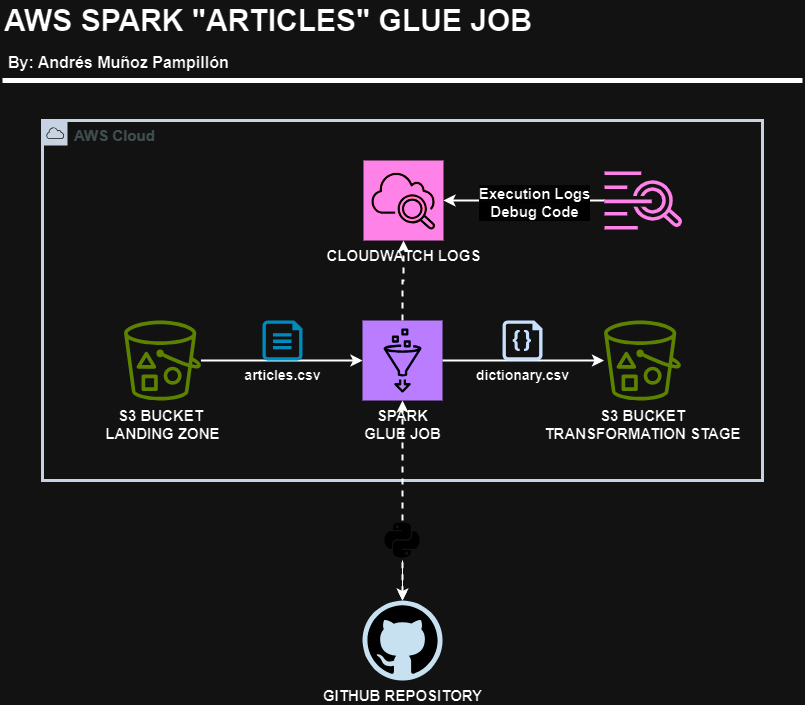 AWS SPARK "ARTICLES" GLUE JOB
By: Andrés Muñoz Pampillón
AWS Cloud
Execution Logs
Debug Code
CLOUDWATCH LOGS
articles.csv
{}
dictionary.csv
S3 BUCKET
LANDING ZONE
SPARK
GLUE JOB
S3 BUCKET
TRANSFORMATION STAGE
GITHUB REPOSITORY